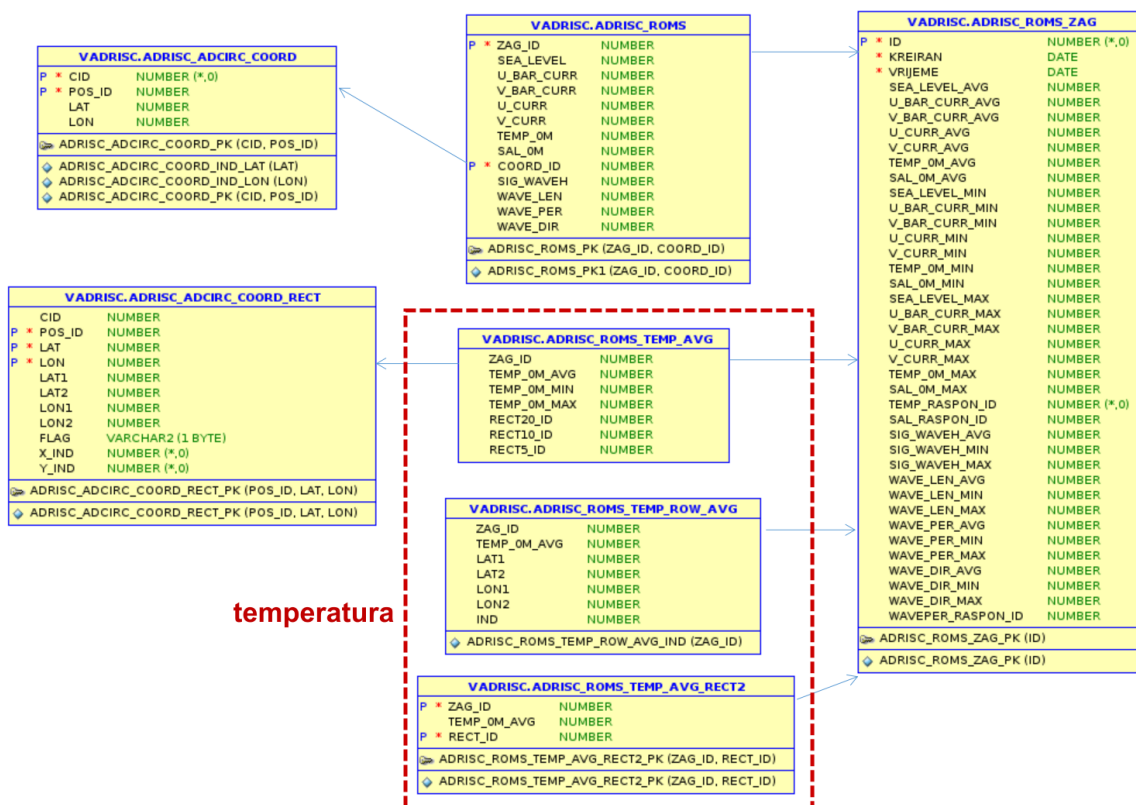 VADRISC.ADRISC_ADCIRC_COORD
P * CID NUMBER (*,0)
P * POS_ID NUMBER
LAT NUMBER
LON NUMBER
ADRISC_ADCIRC_COORD_PK (CID, POS_ID)
ADRISC_ADCIRC_COORD_IND_LAT (LAT)
ADRISC_ADCIRC_COORD_IND_LON (LON)
ADRISC_ADCIRC_COORD_PK (CID, POS_ID)
VADRISC.ADRISC_ROMS
P * ZAG_ID NUMBER
SEA_LEVEL NUMBER
U_BAR_CURR NUMBER
V_BAR_CURR NUMBER
U_CURR NUMBER
V_CURR NUMBER
TEMP_0M NUMBER
SAL_0M NUMBER
P * COORD_ID NUMBER
SIG_WAVEH NUMBER
WAVE_LEN NUMBER
WAVE_PER NUMBER
WAVE_DIR NUMBER
ADRISC_ROMS_PK (ZAG_ID, COORD_ID)
ADRISC_ROMS_PK1 (ZAG_ID, COORD_ID)
VADRISC.ADRISC_ROMS_ZAG
P * ID NUMBER (*,0)
* KREIRAN DATE
* VRIJEME DATE
SEA_LEVEL_AVG NUMBER
U_BAR_CURR_AVG NUMBER
V_BAR_CURR_AVG NUMBER
U_CURR_AVG NUMBER
V_CURR_AVG NUMBER
TEMP_0M_AVG NUMBER
SAL_0M_AVG NUMBER
SEA_LEVEL_MIN NUMBER
U_BAR_CURR_MIN NUMBER
V_BAR_CURR_MIN NUMBER
U_CURR_MIN NUMBER
V_CURR_MIN NUMBER
TEMP_0M_MIN NUMBER
SAL_0M_MIN NUMBER
SEA_LEVEL_MAX NUMBER
U_BAR_CURR_MAX NUMBER
V_BAR_CURR_MAX NUMBER
U_CURR_MAX NUMBER
V_CURR_MAX NUMBER
TEMP_0M_MAX NUMBER
SAL_0M_MAX NUMBER
TEMP_RASPON_ID NUMBER (*,0)
SAL_RASPON_ID NUMBER
SIG_WAVEH_AVG NUMBER
SIG_WAVEH_MIN NUMBER
SIG_WAVEH_MAX NUMBER
WAVE_LEN_AVG NUMBER
WAVE_LEN_MIN NUMBER
WAVE_LEN_MAX NUMBER
WAVE_PER_AVG NUMBER
WAVE_PER_MIN NUMBER
WAVE_PER_MAX NUMBER
WAVE_DIR_AVG NUMBER
WAVE_DIR_MIN NUMBER
WAVE_DIR_MAX NUMBER
WAVEPER_RASPON_ID NUMBER
ADRISC_ROMS_ZAG_PK (ID)
ADRISC_ROMS_ZAG_PK (ID)
VADRISC.ADRISC_ADCIRC_COORD_RECT
CID NUMBER
P * POS_ID NUMBER
P * LAT NUMBER
P * LON NUMBER
LAT1 NUMBER
LAT2 NUMBER
LON1 NUMBER
LON2 NUMBER
FLAG VARCHAR2 (1 BYTE)
X_IND NUMBER (*,0)
Y_IND NUMBER (*,0)
ADRISC_ADCIRC_COORD_RECT_PK (POS_ID, LAT, LON)
ADRISC_ADCIRC_COORD_RECT_PK (POS_ID, LAT, LON)
VADRISC.ADRISC_ROMS_TEMP_AVG
ZAG_ID NUMBER
TEMP_0M_AVG NUMBER
TEMP_0M_MIN NUMBER
TEMP_0M_MAX NUMBER
RECT20_ID NUMBER
RECT10_ID NUMBER
RECT5_ID NUMBER
VADRISC.ADRISC_ROMS_TEMP_ROW_AVG
ZAG_ID NUMBER
TEMP_0M_AVG NUMBER
LAT1 NUMBER
LAT2 NUMBER
LON1 NUMBER
LON2 NUMBER
IND NUMBER
ADRISC_ROMS_TEMP_ROW_AVG_IND (ZAG_ID)
temperatura
VADRISC.ADRISC_ROMS_TEMP_AVG_RECT2
P * ZAG_ID NUMBER
TEMP_0M_AVG NUMBER
P * RECT_ID NUMBER
ADRISC_ROMS_TEMP_AVG_RECT2_PK (ZAG_ID, RECT_ID)
ADRISC_ROMS_TEMP_AVG_RECT2_PK (ZAG_ID, RECT_ID)